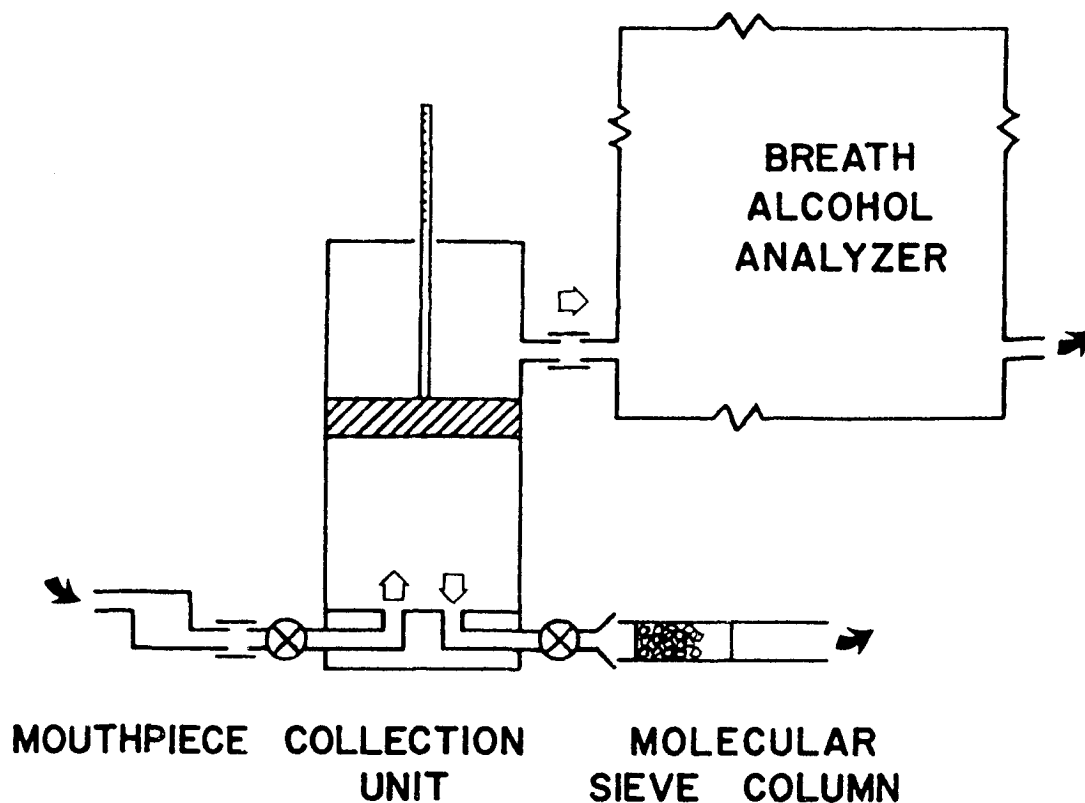 BREATH
ALCOHOL
ANALYZER
MOUTHPIECE
COLLECTION
UNIT
MOLECULAR
SIEVE COLUMN